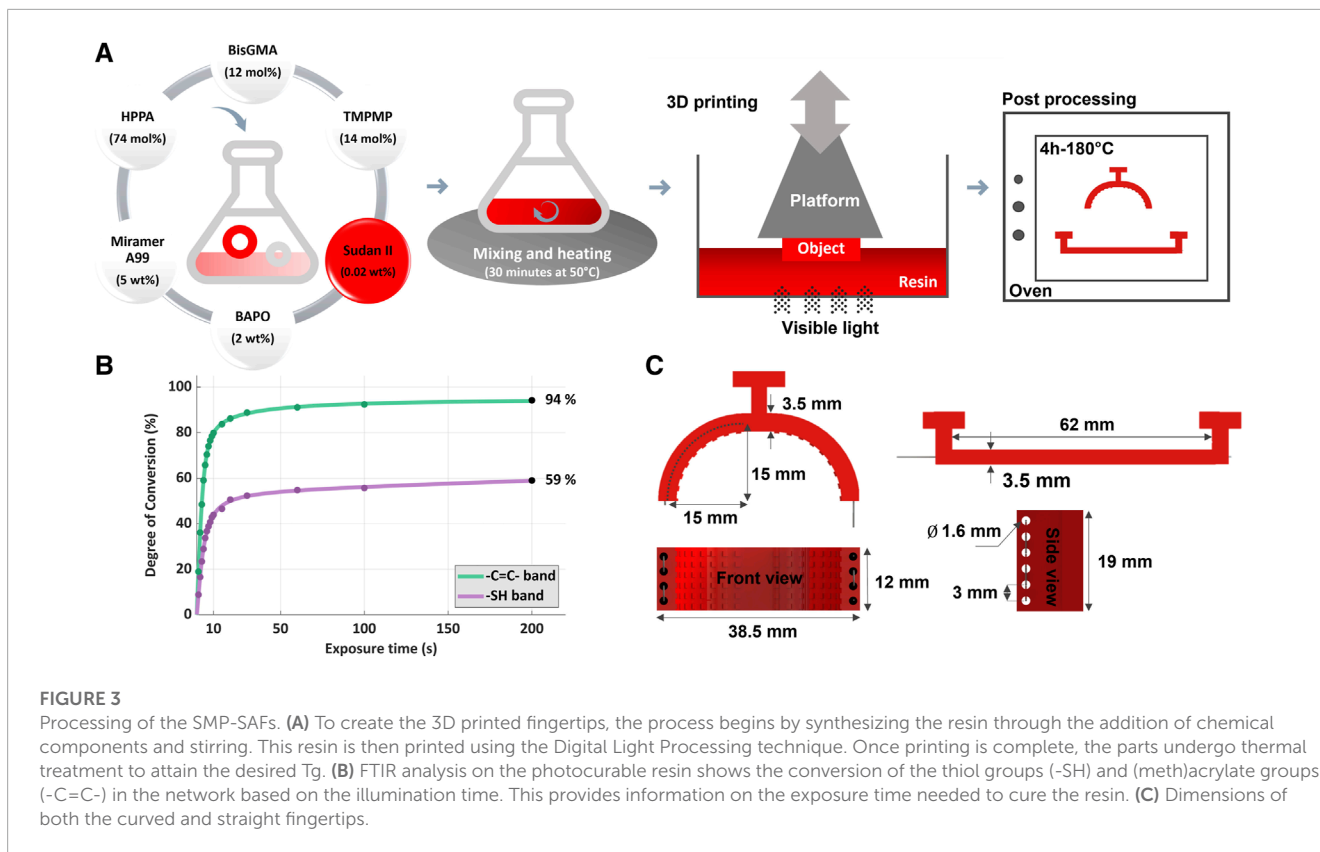 A
BisGMA
(12 mol%)
HPPA
(74 mol%)
TMPMP
(14 mol%)
Miramer
A99
(5 wt%)
Sudan II
(0.02 wt%)
BAPO
(2 wt%)
Mixing and heating
(30 minutes at 50°C)
3D printing
Platform
Object
Resin
Visible light
Post processing
4h-180°C
Oven
B
Degree of Conversion (%)
100
80
60
40
20
0
94 %
59 %
-C=C- band
-SH band
10
50
100
150
200
Exposure time (s)
C
3.5 mm
15 mm
15 mm
Front view
12 mm
38.5 mm
62 mm
3.5 mm
Ø 1.6 mm
Side view
19 mm
3 mm
FIGURE 3
Processing of the SMP-SAFs. (A) To create the 3D printed fingertips, the process begins by synthesizing the resin through the addition of chemical
components and stirring. This resin is then printed using the Digital Light Processing technique. Once printing is complete, the parts undergo thermal
treatment to attain the desired Tg. (B) FTIR analysis on the photocurable resin shows the conversion of the thiol groups (-SH) and (meth)acrylate groups
(-C=C-) in the network based on the illumination time. This provides information on the exposure time needed to cure the resin. (C) Dimensions of
both the curved and straight fingertips.